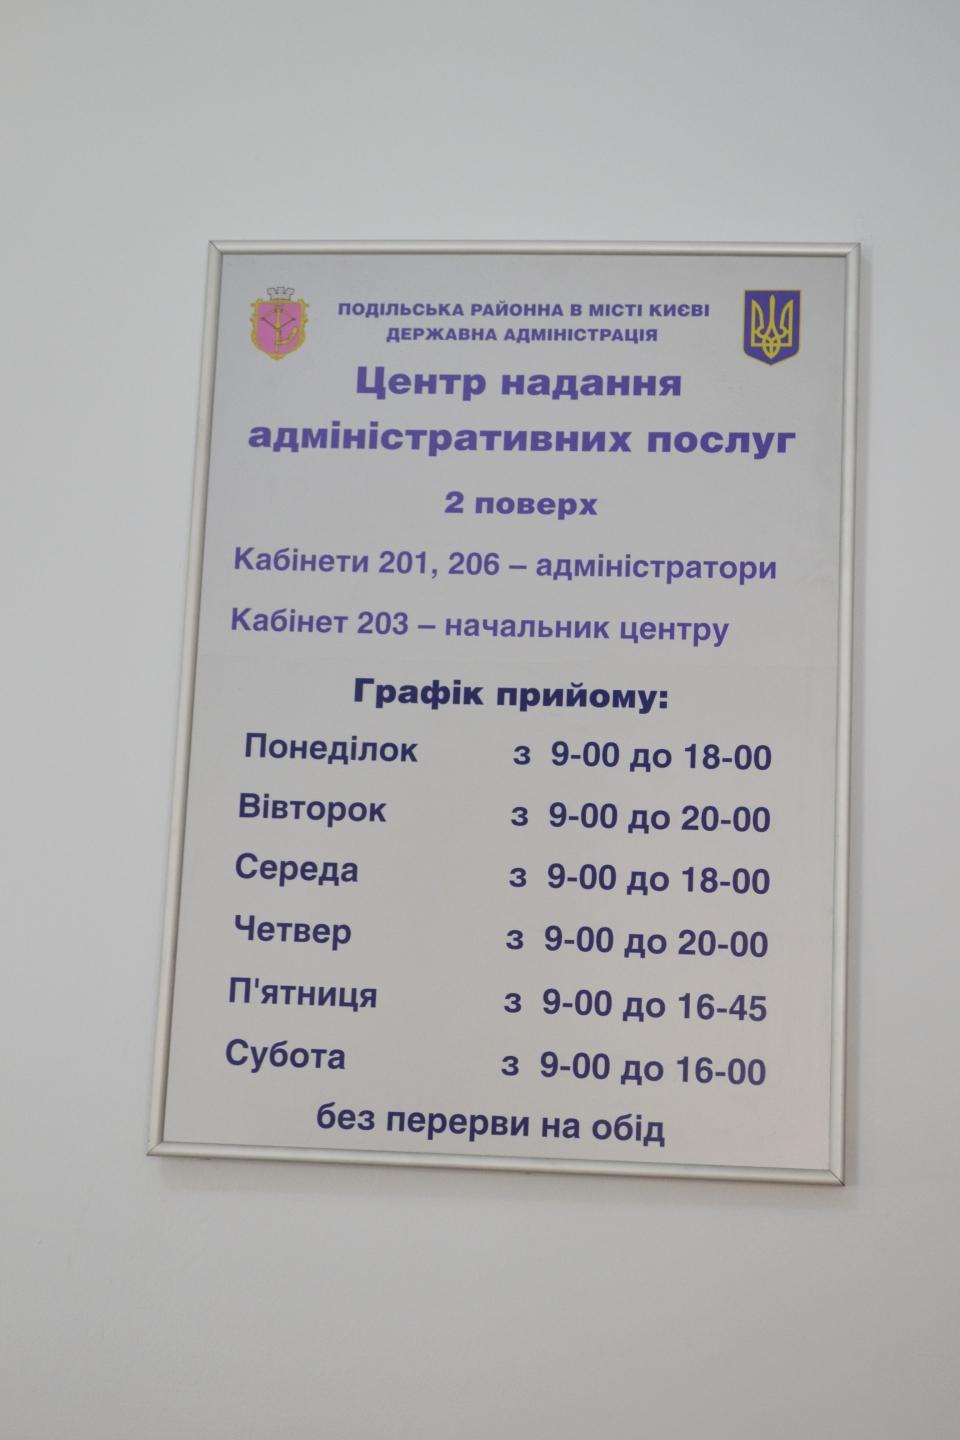 ПОДІЛЬСЬКА РАЙОННА В МІСТІ КИЄВІ
ДЕРЖАВНА АДМІНІСТРАЦІЯ
Центр надання
адміністративних послуг
2 поверх
Кабінети 201, 206 – адміністратори
Кабінет 203 – начальник центру
Графік прийому:
Понеділок з 9-00 до 18-00
Вівторок з 9-00 до 20-00
Середа з 9-00 до 18-00
Четвер з 9-00 до 20-00
П'ятниця з 9-00 до 16-45
Субота з 9-00 до 16-00
без перерви на обід